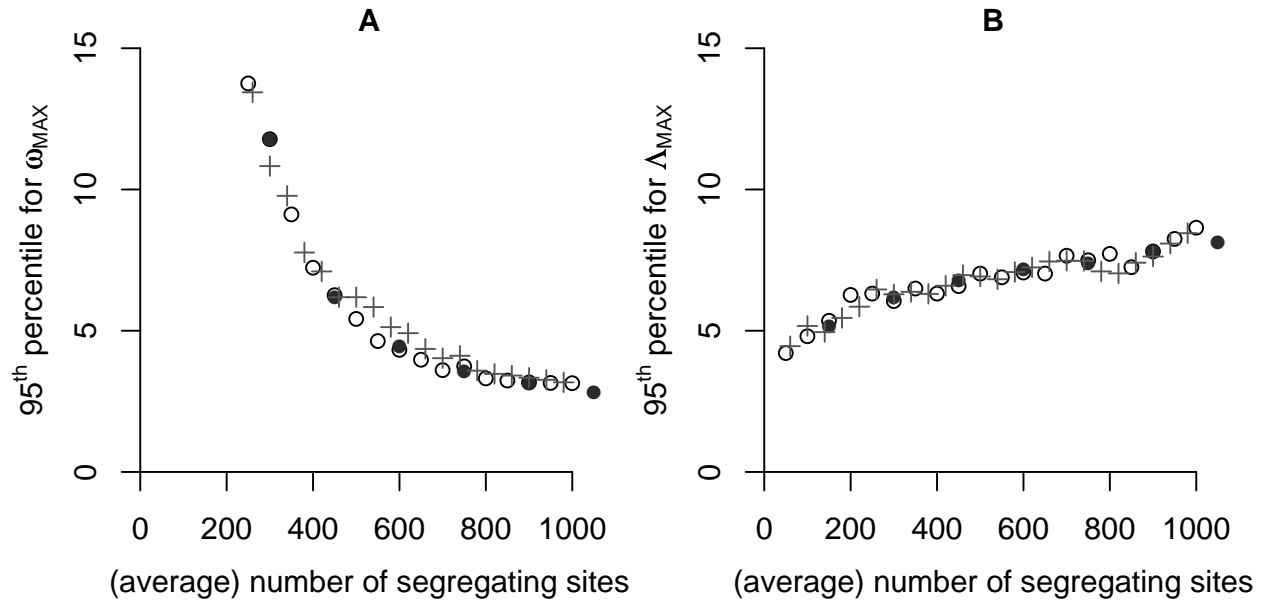 A
95th percentile for ωMAX
15
10
5
0
0 200 400 600 800 1000
(average) number of segregating sites
B
95th percentile for ΛMAX
15
10
5
0
0 200 400 600 800 1000
(average) number of segregating sites